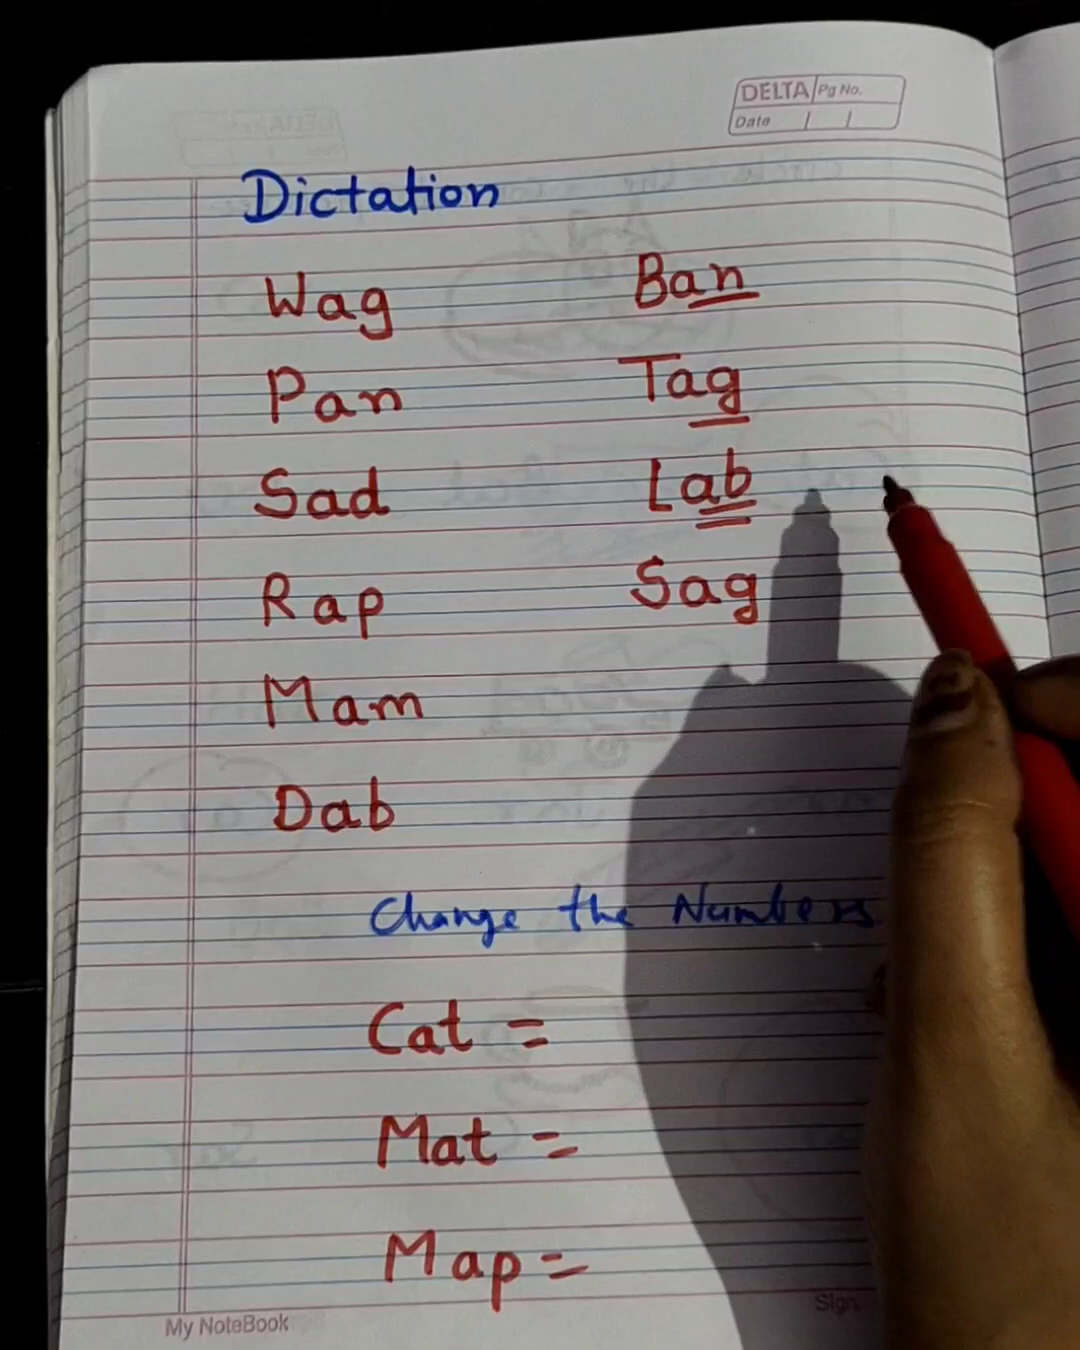 DELTA Pg No.
Date / /
Dictation
Wag Ban
Pan Tag
Sad Lab
Rap Sag
Mam
Dab
Change the Numbers
Cat =
Mat =
Map =
Sign.
My NoteBook